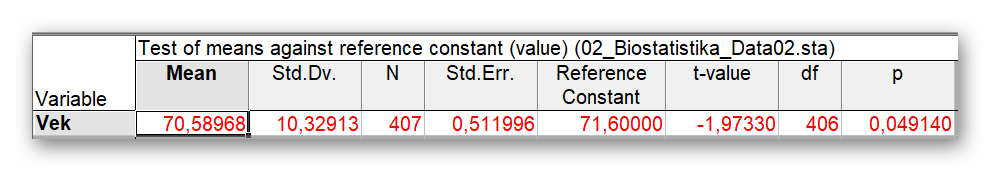 Test of means against reference constant (value) (02_Biostatistika_Data02.sta)
Variable Mean Std.Dv. N Std.Err. Reference Constant t-value df p
Vek 70,58968 10,32913 407 0,511996 71,60000 -1,97330 406 0,049140